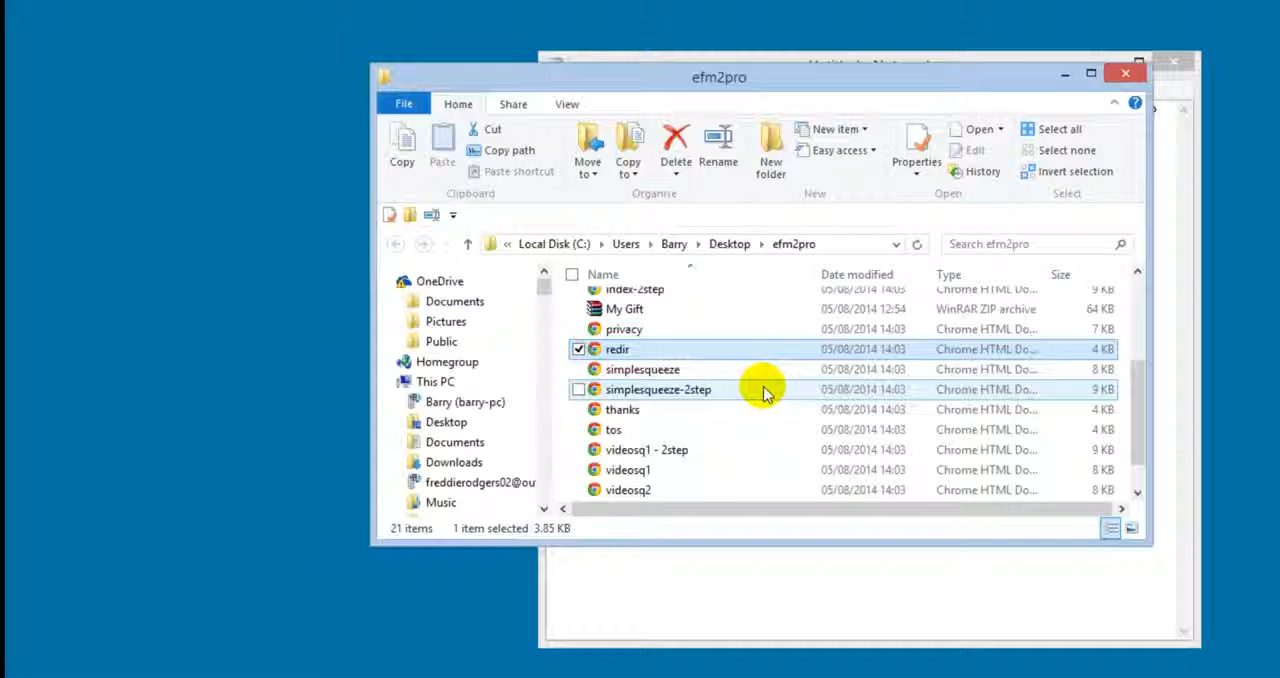 efm2pro
File Home Share View
Copy Paste Cut Copy path Paste shortcut
Clipboard
Move to Copy to Delete Rename
Organise
New folder New item Easy access
New
Properties Open Edit History
Open
Select all Select none Invert selection
Select
« Local Disk (C:) Users Barry Desktop efm2pro
Search efm2pro
OneDrive
Documents
Pictures
Public
Homegroup
This PC
Barry (barry-pc)
Desktop
Documents
Downloads
freddierodgers02@ou
Music
Name Date modified Type Size
index-2step 05/08/2014 14:03 Chrome HTML Do... 9 KB
My Gift 05/08/2014 12:54 WinRAR ZIP archive 64 KB
privacy 05/08/2014 14:03 Chrome HTML Do... 7 KB
redir 05/08/2014 14:03 Chrome HTML Do... 4 KB
simplesqueeze 05/08/2014 14:03 Chrome HTML Do... 8 KB
simplesqueeze-2step 05/08/2014 14:03 Chrome HTML Do... 9 KB
thanks 05/08/2014 14:03 Chrome HTML Do... 4 KB
tos 05/08/2014 14:03 Chrome HTML Do... 4 KB
videosq1 - 2step 05/08/2014 14:03 Chrome HTML Do... 9 KB
videosq1 05/08/2014 14:03 Chrome HTML Do... 8 KB
videosq2 05/08/2014 14:03 Chrome HTML Do... 8 KB
21 items 1 item selected 3.85 KB